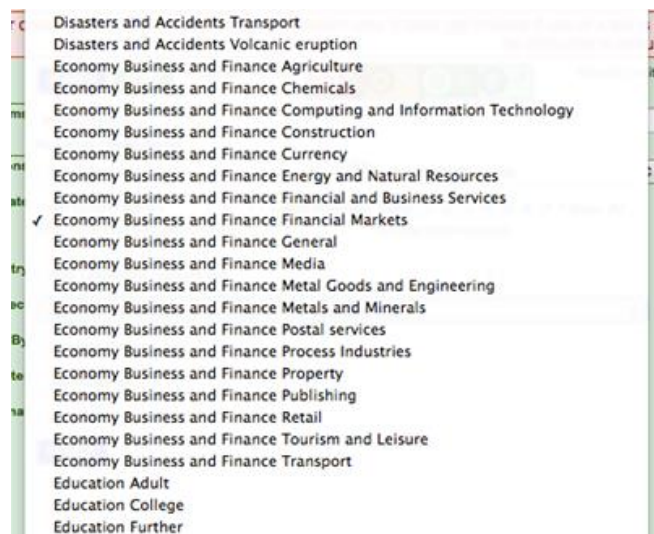 Disasters and Accidents Transport
Disasters and Accidents Volcanic eruption
Economy Business and Finance Agriculture
Economy Business and Finance Chemicals
Economy Business and Finance Computing and Information Technology
Economy Business and Finance Construction
Economy Business and Finance Currency
Economy Business and Finance Energy and Natural Resources
Economy Business and Finance Financial and Business Services
✓ Economy Business and Finance Financial Markets
Economy Business and Finance General
Economy Business and Finance Media
Economy Business and Finance Metal Goods and Engineering
Economy Business and Finance Metals and Minerals
Economy Business and Finance Postal services
Economy Business and Finance Process Industries
Economy Business and Finance Property
Economy Business and Finance Publishing
Economy Business and Finance Retail
Economy Business and Finance Tourism and Leisure
Economy Business and Finance Transport
Education Adult
Education College
Education Further